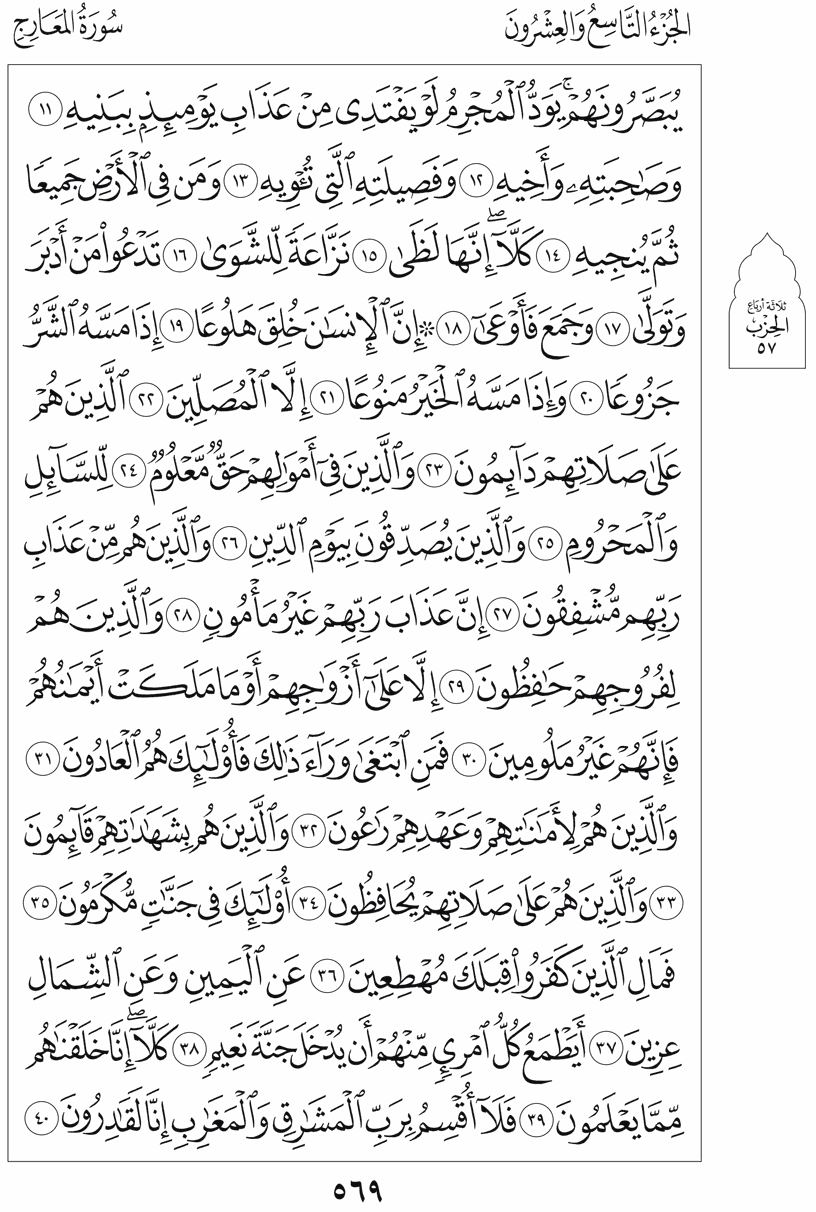 الجُزْءُ التَّاسِعُ وَالعِشْرُونَ
سُورَةُ المَعَارِجِ
يُبَصَّرُونَهُمْۚ يَوَدُّ ٱلْمُجْرِمُ لَوْ يَفْتَدِى مِنْ عَذَابِ يَوْمِئِذٍۭ بِبَنِيهِ ١١
وَصَٰحِبَتِهِۦ وَأَخِيهِ ١٢ وَفَصِيلَتِهِ ٱلَّتِى تُـْٔوِيهِ ١٣ وَمَن فِى ٱلْأَرْضِ جَمِيعًا
ثُمَّ يُنجِيهِ ١٤ كَلَّآۖ إِنَّهَا لَظَىٰ ١٥ نَزَّاعَةً لِّلشَّوَىٰ ١٦ تَدْعُوا۟ مَنْ أَدْبَرَ
وَتَوَلَّىٰ ١٧ وَجَمَعَ فَأَوْعَىٰٓ ١٨ ۞إِنَّ ٱلْإِنسَٰنَ خُلِقَ هَلُوعًا ١٩ إِذَا مَسَّهُ ٱلشَّرُّ
جَزُوعًا ٢٠ وَإِذَا مَسَّهُ ٱلْخَيْرُ مَنُوعًا ٢١ إِلَّا ٱلْمُصَلِّينَ ٢٢ ٱلَّذِينَ هُمْ
عَلَىٰ صَلَاتِهِمْ دَآئِمُونَ ٢٣ وَٱلَّذِينَ فِىٓ أَمْوَٰلِهِمْ حَقٌّ مَّعْلُومٌ ٢٤ لِّلسَّآئِلِ
وَٱلْمَحْرُومِ ٢٥ وَٱلَّذِينَ يُصَدِّقُونَ بِيَوْمِ ٱلدِّينِ ٢٦ وَٱلَّذِينَ هُم مِّنْ عَذَابِ
رَبِّهِم مُّشْفِقُونَ ٢٧ إِنَّ عَذَابَ رَبِّهِمْ غَيْرُ مَأْمُونٍ ٢٨ وَٱلَّذِينَ هُمْ
لِفُرُوجِهِمْ حَٰفِظُونَ ٢٩ إِلَّا عَلَىٰٓ أَزْوَٰجِهِمْ أَوْ مَا مَلَكَتْ أَيْمَٰنُهُمْ
فَإِنَّهُمْ غَيْرُ مَلُومِينَ ٣٠ فَمَنِ ٱبْتَغَىٰ وَرَآءَ ذَٰلِكَ فَأُو۟لَٰٓئِكَ هُمُ ٱلْعَادُونَ ٣١
وَٱلَّذِينَ هُمْ لِأَمَٰنَٰتِهِمْ وَعَهْدِهِمْ رَٰعُونَ ٣٢ وَٱلَّذِينَ هُم بِشَهَٰدَٰتِهِمْ قَآئِمُونَ
٣٣ وَٱلَّذِينَ هُمْ عَلَىٰ صَلَاتِهِمْ يُحَافِظُونَ ٣٤ أُو۟لَٰٓئِكَ فِى جَنَّٰتٍ مُّكْرَمُونَ ٣٥
فَمَالِ ٱلَّذِينَ كَفَرُوا۟ قِبَلَكَ مُهْطِعِينَ ٣٦ عَنِ ٱلْيَمِينِ وَعَنِ ٱلشِّمَالِ
عِزِينَ ٣٧ أَيَطْمَعُ كُلُّ ٱمْرِئٍ مِّنْهُمْ أَن يُدْخَلَ جَنَّةَ نَعِيمٍ ٣٨ كَلَّآۖ إِنَّا خَلَقْنَٰهُم
مِّمَّا يَعْلَمُونَ ٣٩ فَلَآ أُقْسِمُ بِرَبِّ ٱلْمَشَٰرِقِ وَٱلْمَغَٰرِبِ إِنَّا لَقَٰدِرُونَ ٤٠
ثلاثة أرباع
الحِزْب
٥٧
٥٦٩